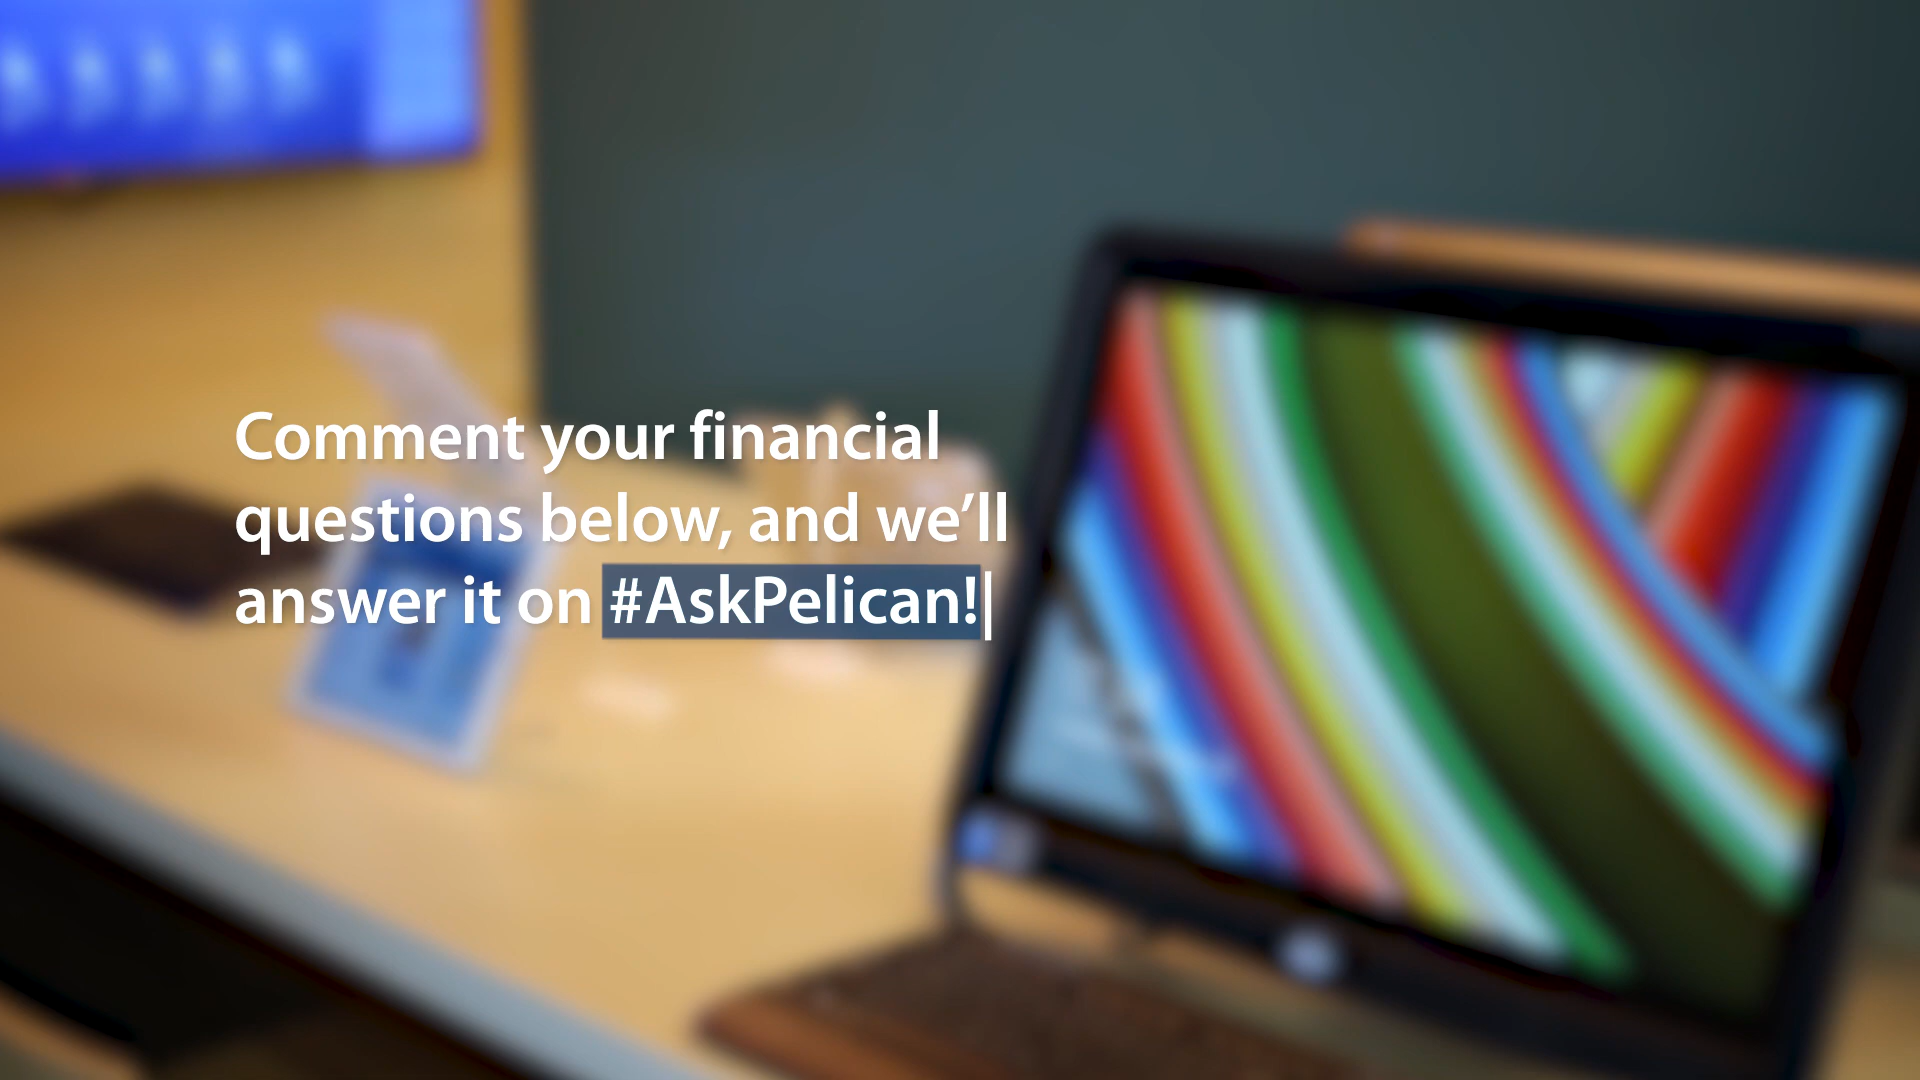 Comment your financial
questions below, and we’ll
answer it on #AskPelican!